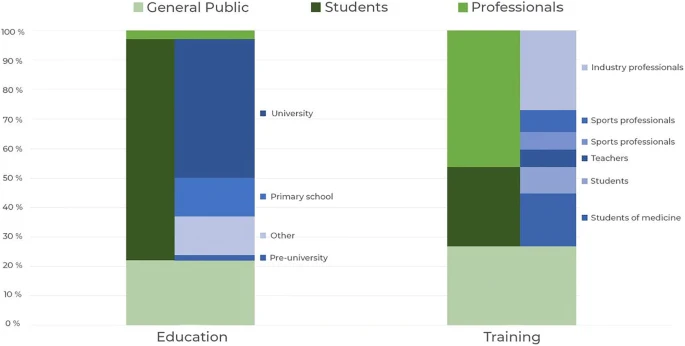 General Public Students Professionals
100 %
90 %
80 %
70 %
60 %
50 %
40 %
30 %
20 %
10 %
0 %
University
Primary school
Other
Pre-university
Industry professionals
Sports professionals
Sports professionals
Teachers
Students
Students of medicine
Education
Training